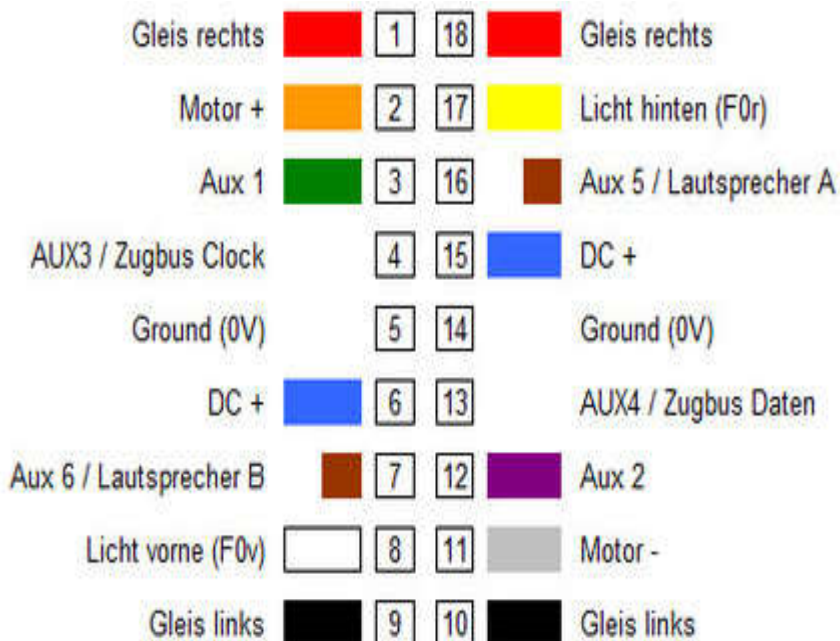 Gleis rechts 1 18 Gleis rechts
Motor + 2 17 Licht hinten (F0r)
Aux 1 3 16 Aux 5 / Lautsprecher A
AUX3 / Zugbus Clock 4 15 DC +
Ground (0V) 5 14 Ground (0V)
DC + 6 13 AUX4 / Zugbus Daten
Aux 6 / Lautsprecher B 7 12 Aux 2
Licht vorne (F0v) 8 11 Motor -
Gleis links 9 10 Gleis links